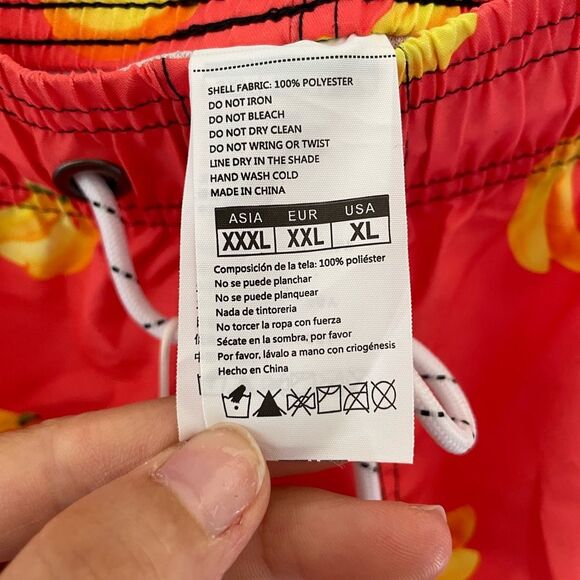 SHELL FABRIC: 100% POLYESTER
DO NOT IRON
DO NOT BLEACH
DO NOT DRY CLEAN
DO NOT WRING OR TWIST
LINE DRY IN THE SHADE
HAND WASH COLD
MADE IN CHINA
ASIA EUR USA
XXXL XXL XL
Composición de la tela: 100% poliéster
No se puede planchar
No se puede planquear
Nada de tintoreria
No torcer la ropa con fuerza
Sécate en la sombra, por favor
Por favor, lávalo a mano con criogénesis
Hecho en China